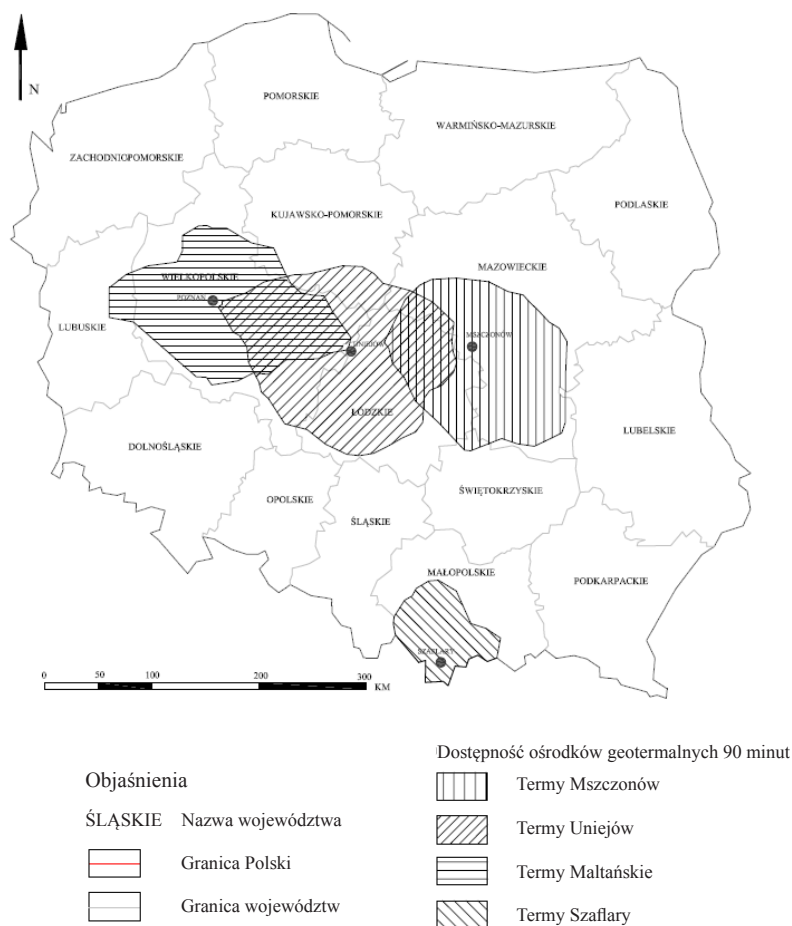 N
POMORSKIE
WARMIŃSKO-MAZURSKIE
ZACHODNIOPOMORSKIE
PODLASKIE
KUJAWSKO-POMORSKIE
MAZOWIECKIE
WIELKOPOLSKIE
POZNAŃ
LUBUSKIE
MSZCZONÓW
UNIEJÓW
ŁÓDZKIE
LUBELSKIE
DOLNOŚLĄSKIE
ŚWIĘTOKRZYSKIE
OPOLSKIE
ŚLĄSKIE
MAŁOPOLSKIE
PODKARPACKIE
SZAFLARY
0 50 100 200 300
KM
Dostępność ośrodków geotermalnych 90 minut
Objaśnienia
Termy Mszczonów
ŚLĄSKIE Nazwa województwa
Termy Uniejów
Granica Polski
Termy Maltańskie
Granica województw
Termy Szaflary